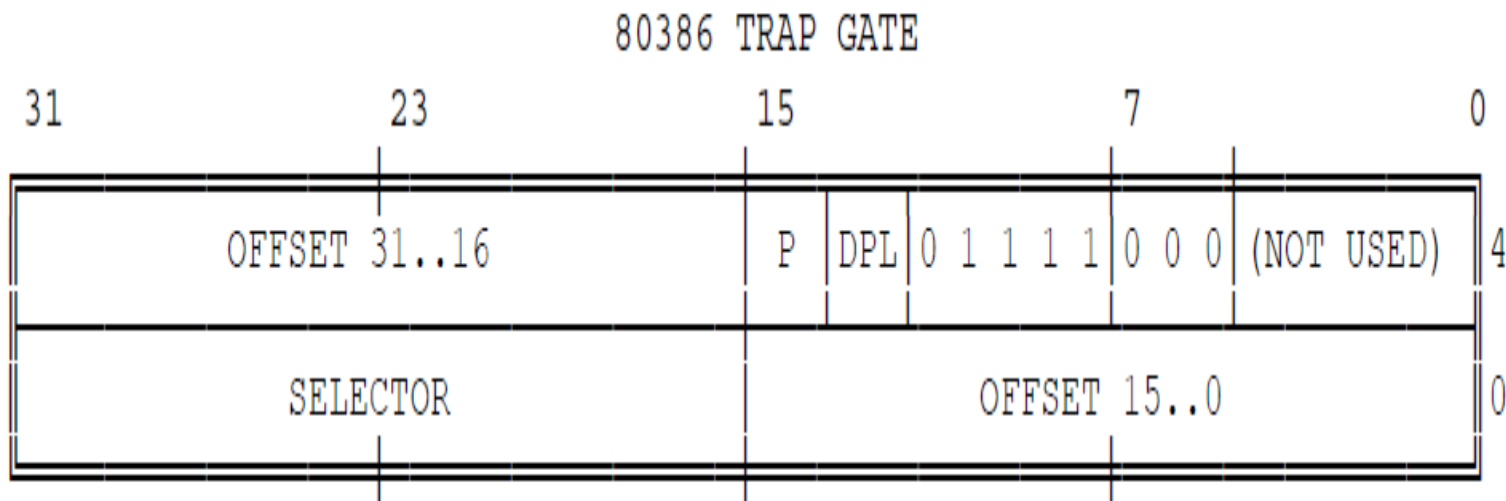 80386 TRAP GATE
31 23 15 7 0
OFFSET 31..16 P DPL 0 1 1 1 1 0 0 0 (NOT USED) 4
SELECTOR OFFSET 15..0 0